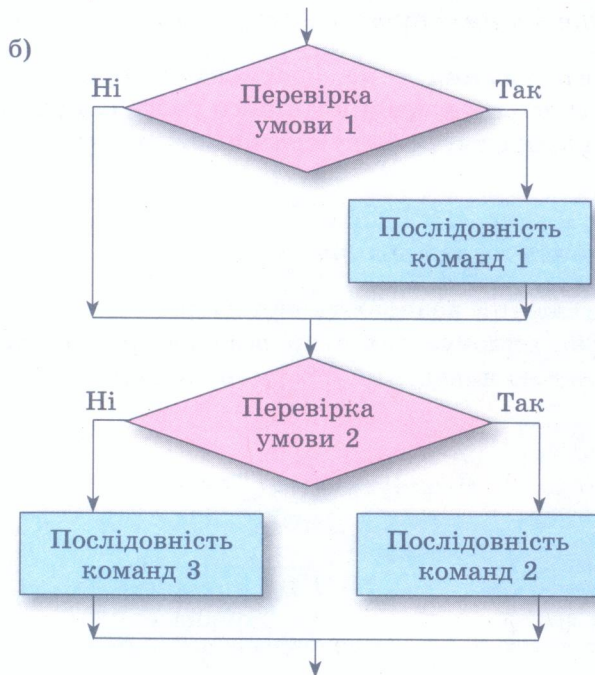 б)
Ні
Так
Перевірка
умови 1
Послідовність
команд 1
Ні
Так
Перевірка
умови 2
Послідовність
команд 3
Послідовність
команд 2